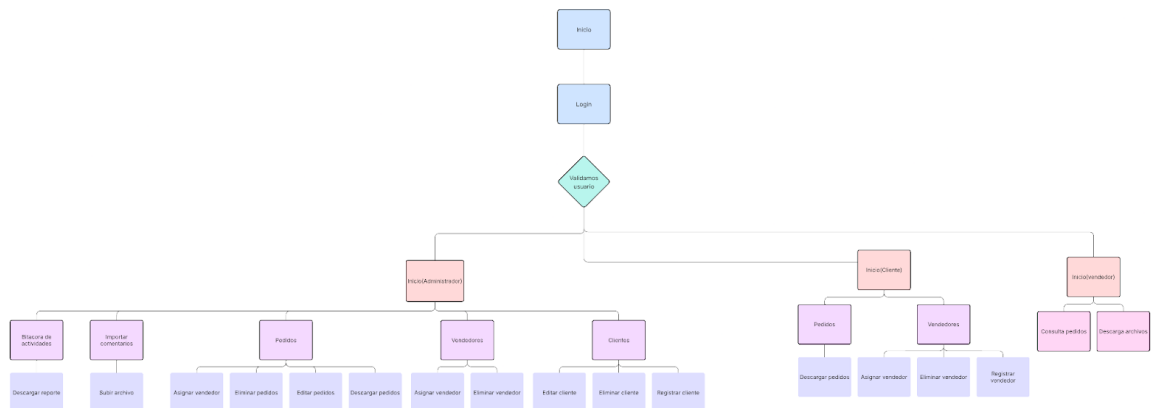 Inicio
Login
Validamos
usuario
Inicio(Administrador)
Inicio(Cliente)
Inicio(vendedor)
Bitacora de
actividades
Importar
comentarios
Pedidos
Vendedores
Clientes
Pedidos
Vendedores
Consulta pedidos
Descarga archivos
Descargar reporte
Subir archivo
Asignar vendedor
Eliminar pedidos
Editar pedidos
Descargar pedidos
Asignar vendedor
Eliminar vendedor
Editar cliente
Eliminar cliente
Registrar cliente
Descargar pedidos
Asignar vendedor
Eliminar vendedor
Registrar
vendedor